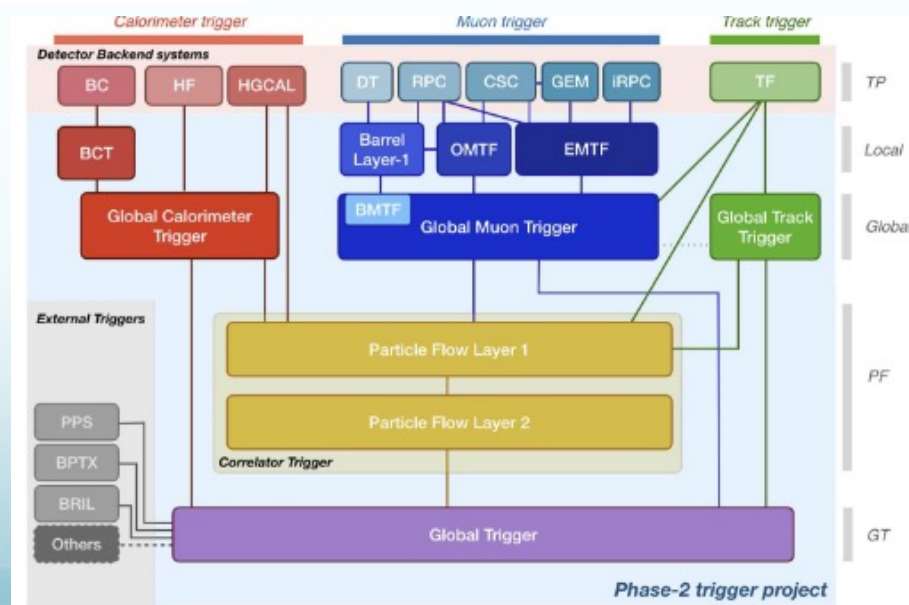 Calorimeter trigger
Muon trigger
Track trigger
Detector Backend systems
BC
HF
HGCAL
DT
RPC
CSC
GEM
iRPC
TF
TP
BCT
Barrel
Layer-1
OMTF
EMTF
Local
Global Calorimeter
Trigger
BMTF
Global Muon Trigger
Global Track
Trigger
Global
External Triggers
Particle Flow Layer 1
PF
PPS
Particle Flow Layer 2
BPTX
Correlator Trigger
BRIL
Others
Global Trigger
GT
Phase-2 trigger project